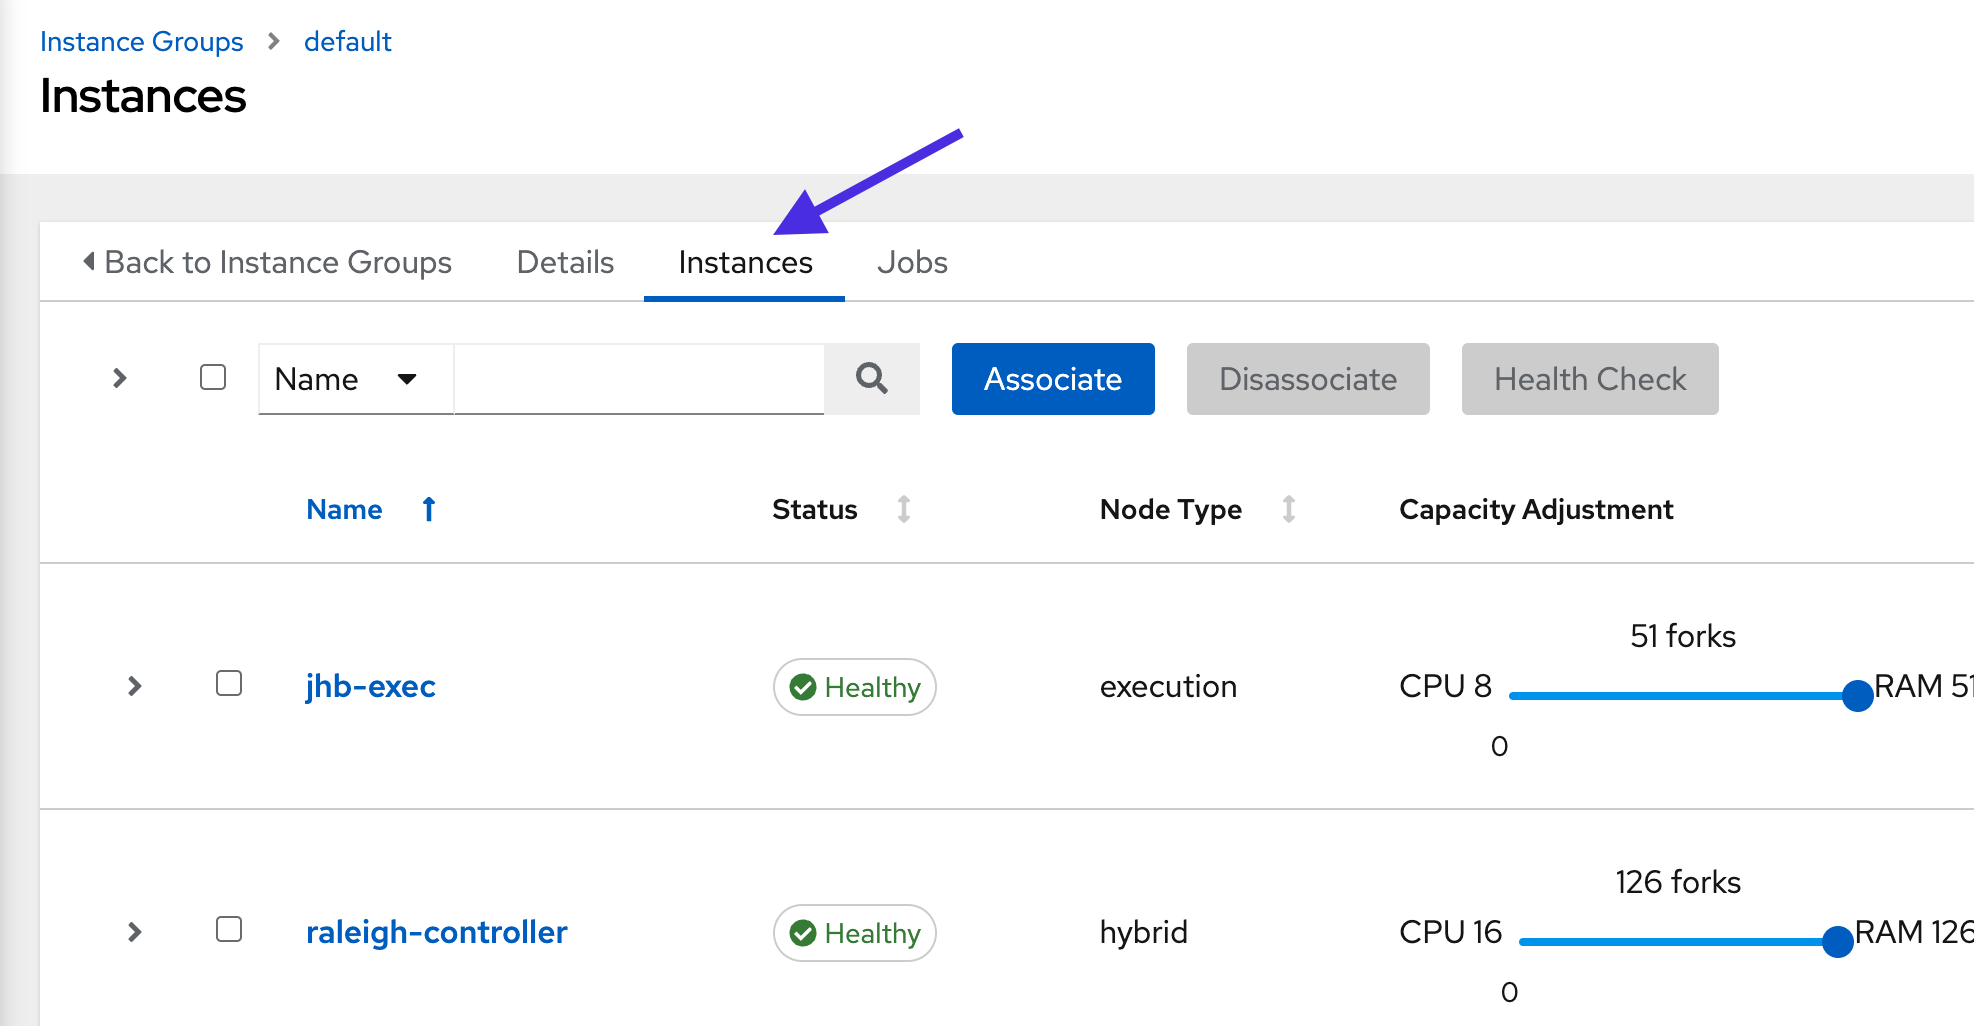 Instance Groups > default
Instances
Back to Instance Groups Details Instances Jobs
Name Associate Disassociate Health Check
Name Status Node Type Capacity Adjustment
51 forks
jhb-exec Healthy execution CPU 8 RAM 51
0
126 forks
raleigh-controller Healthy hybrid CPU 16 RAM 126
0